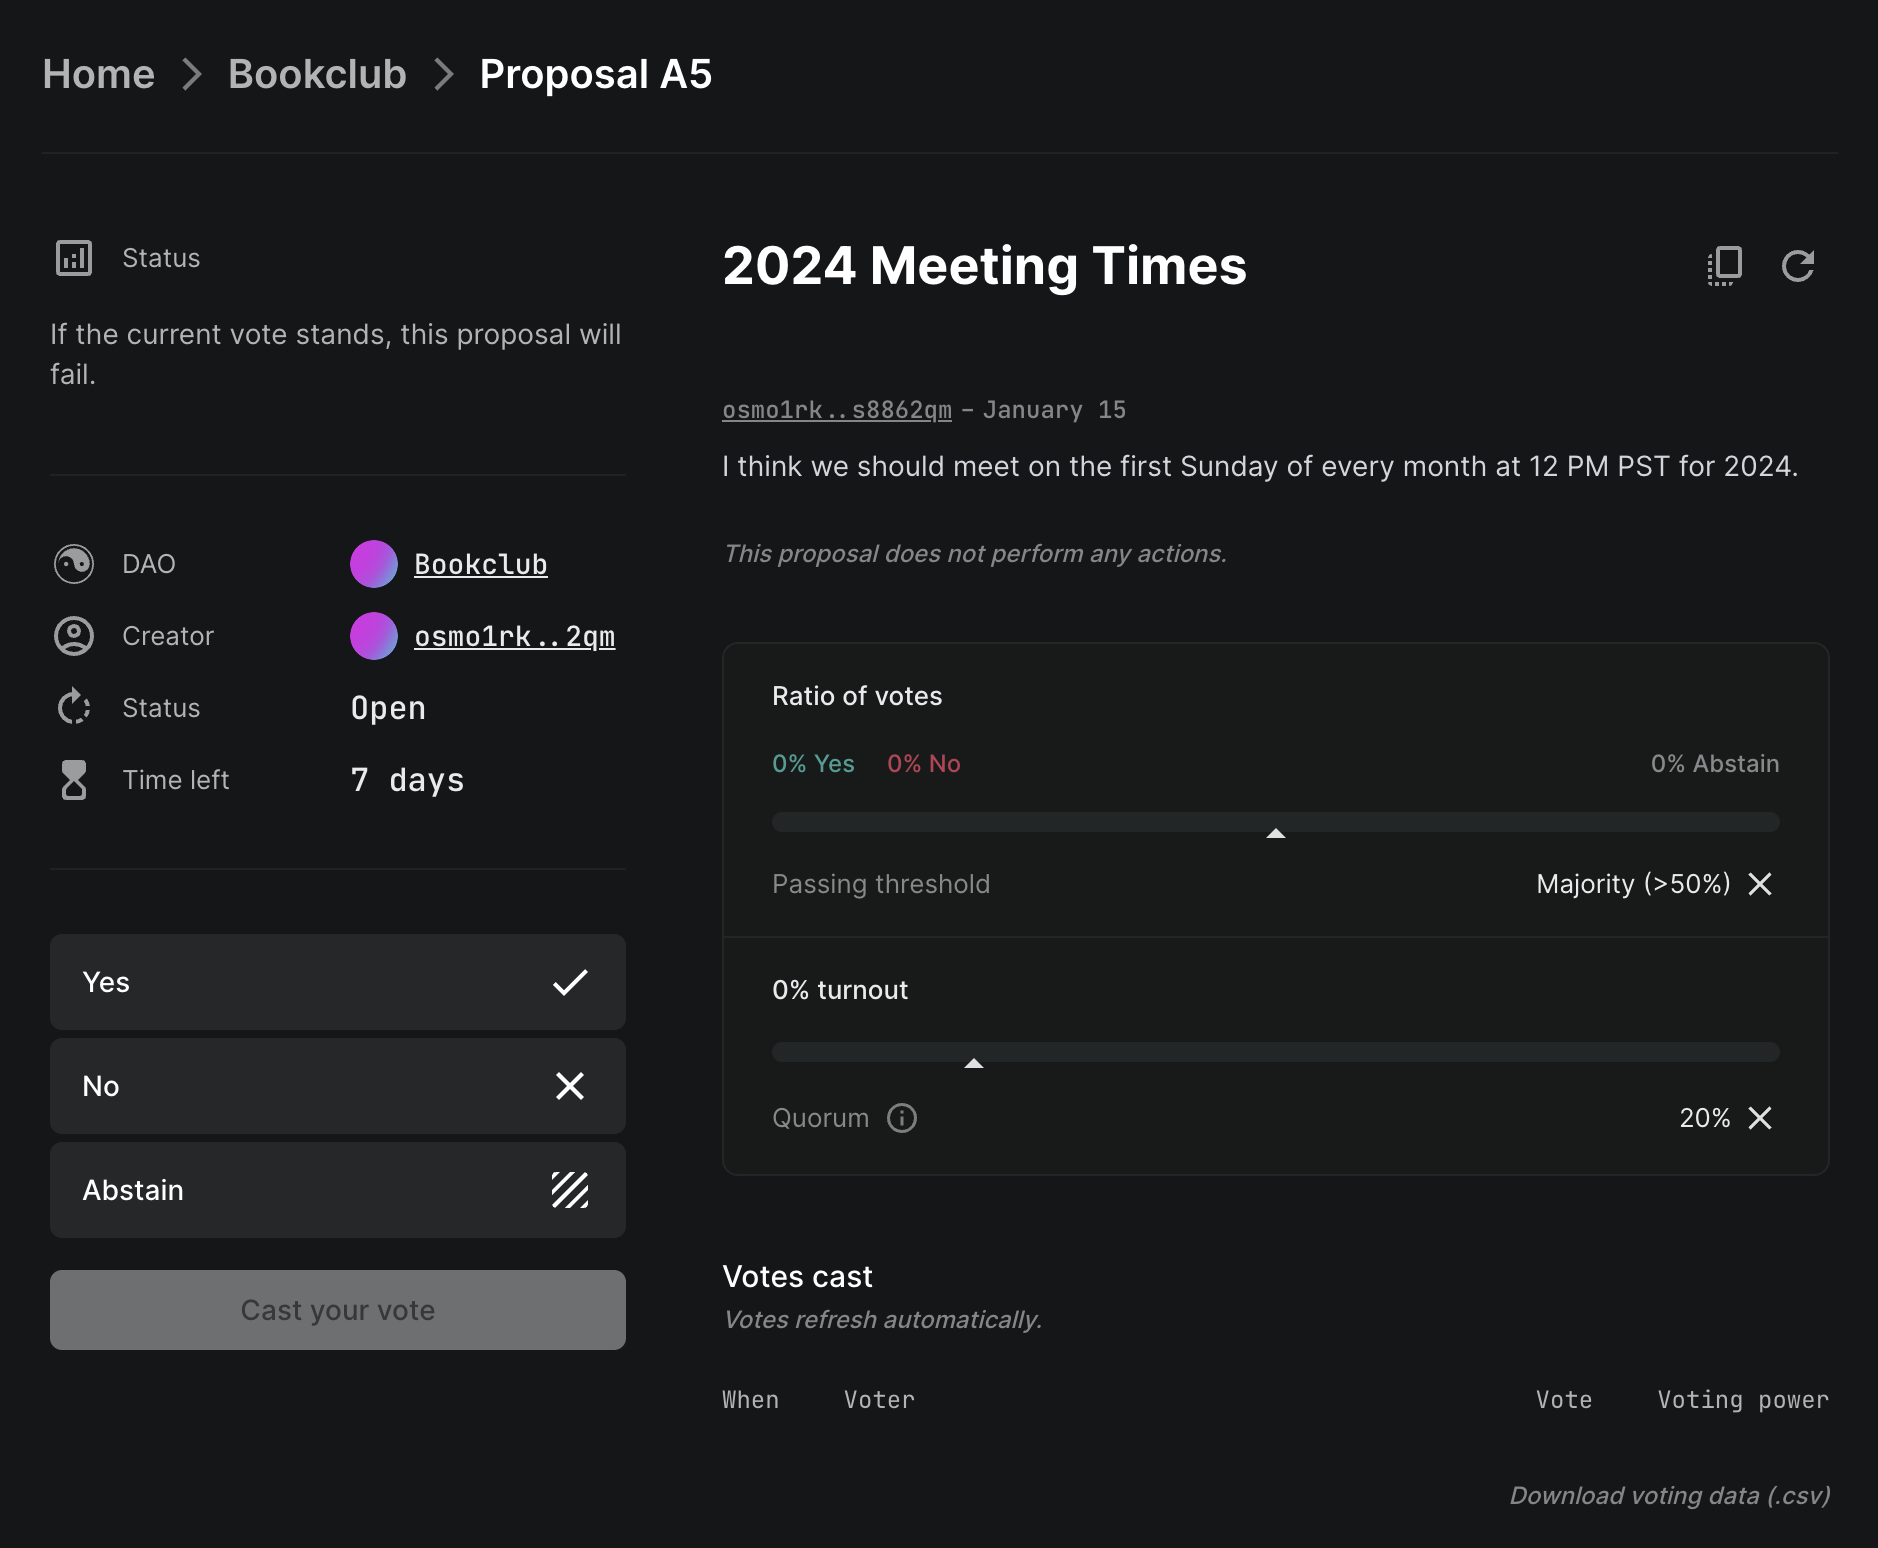 Home > Bookclub > Proposal A5
Status
If the current vote stands, this proposal will
fail.
DAO Bookclub
Creator osmo1rk..2qm
Status Open
Time left 7 days
Yes
No
Abstain
Cast your vote
2024 Meeting Times
osmo1rk..s8862qm – January 15
I think we should meet on the first Sunday of every month at 12 PM PST for 2024.
This proposal does not perform any actions.
Ratio of votes
0% Yes 0% No 0% Abstain
Passing threshold Majority (>50%)
0% turnout
Quorum 20%
Votes cast
Votes refresh automatically.
When Voter Vote Voting power
Download voting data (.csv)